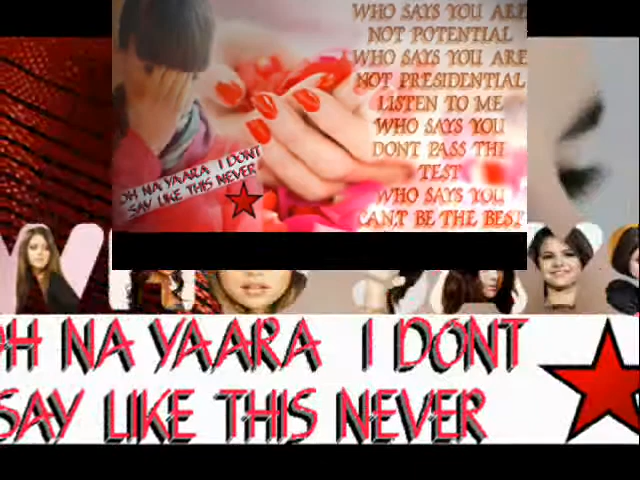 WHO SAYS YOU ARE
NOT POTENTIAL
WHO SAYS YOU ARE
NOT PRESIDENTIAL
LISTEN TO ME
WHO SAYS YOU
DONT PASS THI
TEST
WHO SAYS YOU
CAN'T BE THE BEST
OH NA YAARA I DONT
SAY LIKE THIS NEVER
OH NA YAARA I DONT
SAY LIKE THIS NEVER